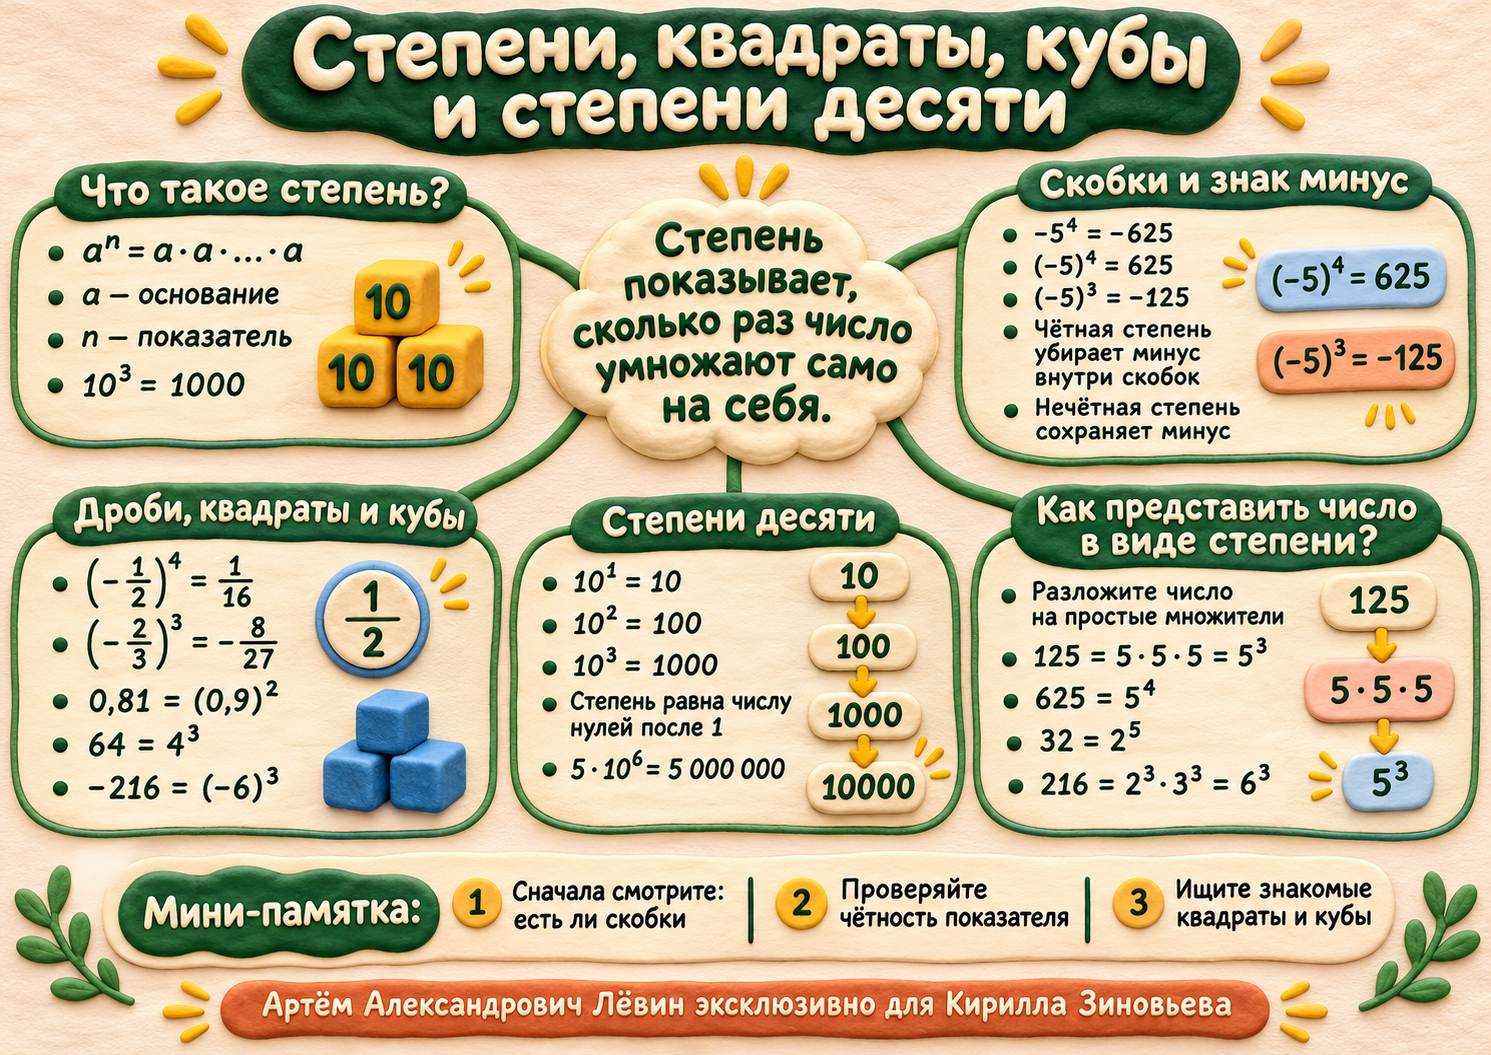 Степени, квадраты, кубы
и степени десяти
Что такое степень?
aⁿ = a · a · ... · a
a – основание
n – показатель
10³ = 1000
10
10
10
Степень
показывает,
сколько раз число
умножают само
на себя.
Скобки и знак минус
-5⁴ = -625
(-5)⁴ = 625
(-5)³ = -125
Чётная степень
убирает минус
внутри скобок
Нечётная степень
сохраняет минус
(-5)⁴ = 625
(-5)³ = -125
Дроби, квадраты и кубы
(-1/2)⁴ = 1/16
(-2/3)³ = -8/27
0,81 = (0,9)²
64 = 4³
-216 = (-6)³
1/2
Степени десяти
10¹ = 10
10² = 100
10³ = 1000
Степень равна числу
нулей после 1
5 · 10⁶ = 5 000 000
10
100
1000
10000
Как представить число
в виде степени?
Разложите число
на простые множители
125 = 5 · 5 · 5 = 5³
625 = 5⁴
32 = 2⁵
216 = 2³ · 3³ = 6³
125
5 · 5 · 5
5³
Мини-памятка:
1
Сначала смотрите:
есть ли скобки
2
Проверяйте
чётность показателя
3
Ищите знакомые
квадраты и кубы
Артём Александрович Лёвин эксклюзивно для Кирилла Зиновьева